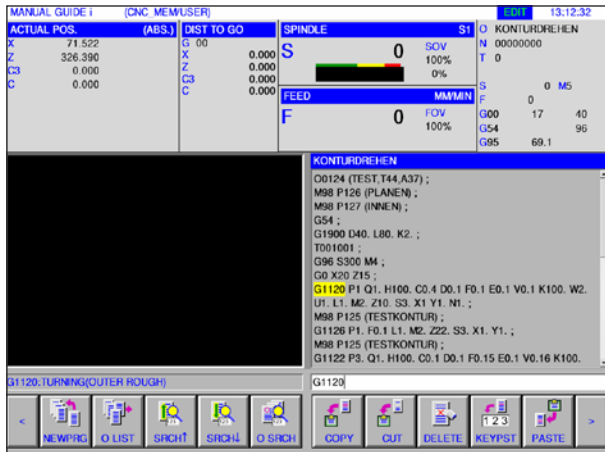 MANUAL GUIDE i (CNC_MEM/USER) EDIT 13:12:32
ACTUAL POS. (ABS.)
X 71.522
Z 326.390
C3 0.000
C 0.000
DIST TO GO
G 00
X 0.000
Z 0.000
C3 0.000
C 0.000
SPINDLE S1
S 0 SOV
100%
0%
FEED MM/MIN
F 0 FOV
100%
O KONTURDREHEN
N 00000000
T 0
S 0 M5
F 0
G00 17 40
G54 96
G95 69.1
KONTURDREHEN
O0124 (TEST,T44,A37) ;
M98 P126 (PLANEN) ;
M98 P127 (INNEN) ;
G54 ;
G1900 D40. L80. K2. ;
T001001 ;
G96 S300 M4 ;
G0 X20 Z15 ;
G1120 P1 Q1. H100. C0.4 D0.1 F0.1 E0.1 V0.1 K100. W2.
U1. L1. M2. Z10. S3. X1 Y1. N1. ;
M98 P125 (TESTKONTUR) ;
G1126 P1. F0.1 L1. M2. Z22. S3. X1. Y1. ;
M98 P125 (TESTKONTUR) ;
G1122 P3. Q1. H100. C0.1 D0.1 F0.15 E0.1 V0.16 K100.
G1120:TURNING(OUTER ROUGH)
G1120
< NEWPRG O LIST SRCH↑ SRCH↓ O SRCH COPY CUT DELETE KEYPST PASTE >